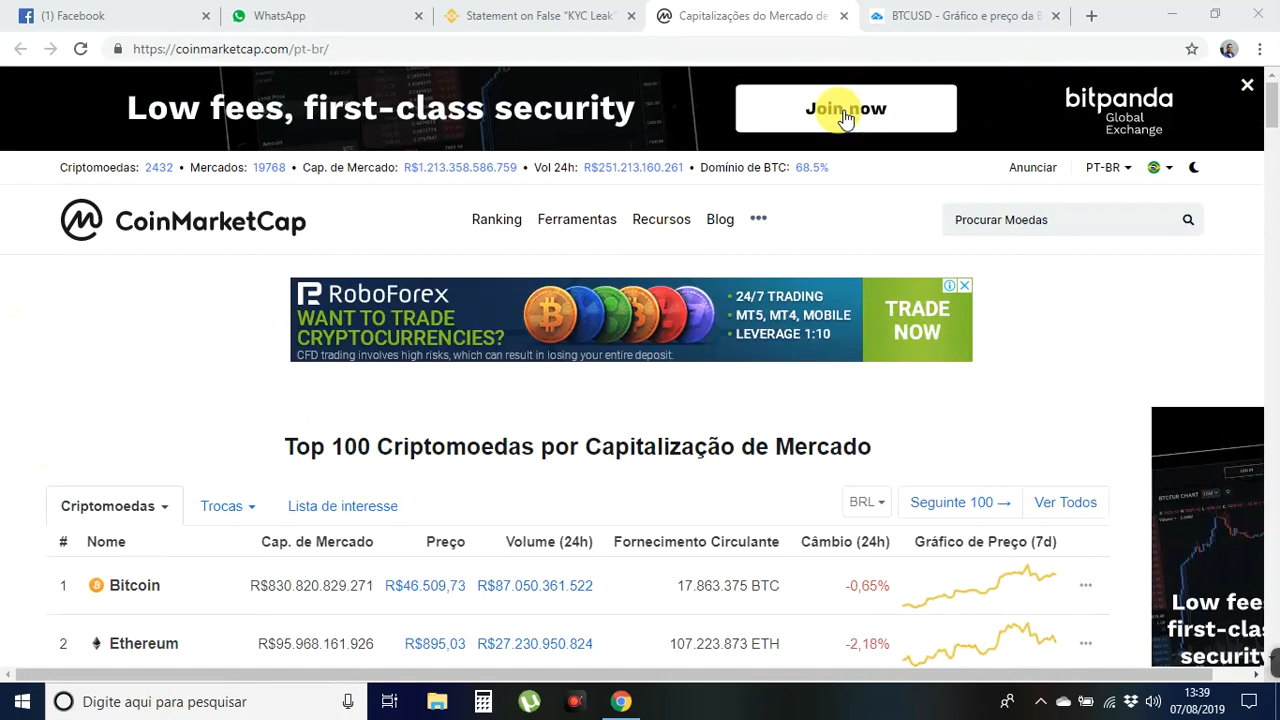 (1) Facebook
WhatsApp
Statement on False “KYC Leak”
Capitalizações do Mercado de
BTCUSD - Gráfico e preço da B
https://coinmarketcap.com/pt-br/
Low fees, first-class security
Join now
bitpanda
Global
Exchange
Criptomoedas: 2432 • Mercados: 19768 • Cap. de Mercado: R$1.213.358.586.759 • Vol 24h: R$251.213.160.261 • Domínio de BTC: 68.5%
Anunciar
PT-BR
CoinMarketCap
Ranking Ferramentas Recursos Blog •••
Procurar Moedas
RoboForex
WANT TO TRADE
CRYPTOCURRENCIES?
CFD trading involves high risks, which can result in losing your entire deposit.
• 24/7 TRADING
• MT5, MT4, MOBILE
• LEVERAGE 1:10
TRADE
NOW
Top 100 Criptomoedas por Capitalização de Mercado
Criptomoedas Trocas Lista de interesse BRL Seguinte 100 → Ver Todos
# Nome Cap. de Mercado Preço Volume (24h) Fornecimento Circulante Câmbio (24h) Gráfico de Preço (7d)
1 Bitcoin R$830.820.829.271 R$46.509,73 R$87.050.361.522 17.863.375 BTC -0,65% •••
2 Ethereum R$95.968.161.926 R$895,03 R$27.230.950.824 107.223.873 ETH -2,18% •••
BTCEUR CHART
Low fee
first-cla
security
Digite aqui para pesquisar
13:39
07/08/2019